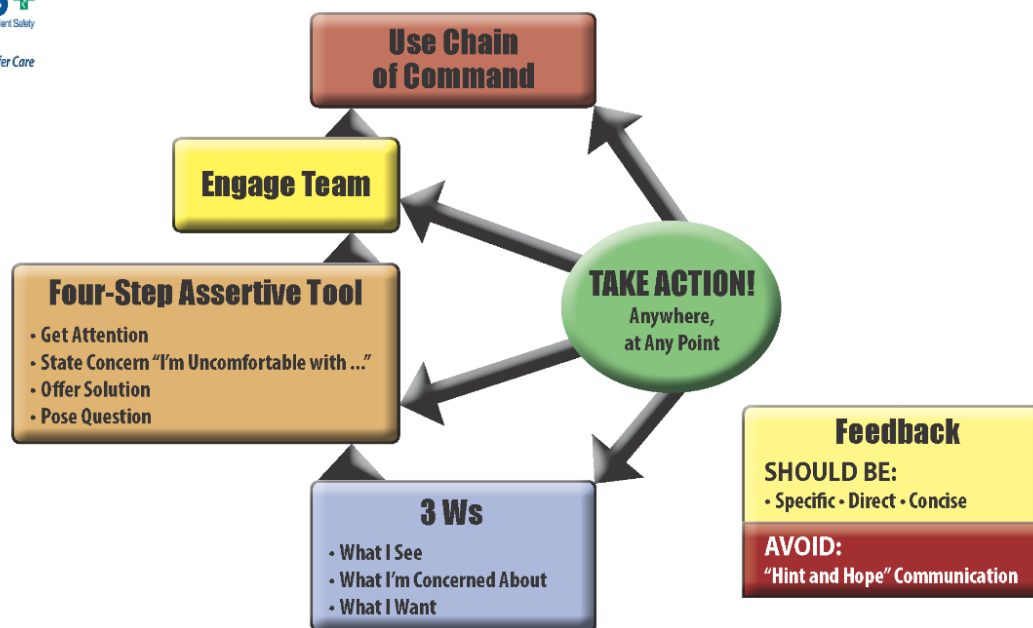 Use Chain
of Command
Engage Team
Four-Step Assertive Tool
• Get Attention
• State Concern “I’m Uncomfortable with ...”
• Offer Solution
• Pose Question
3 Ws
• What I See
• What I’m Concerned About
• What I Want
TAKE ACTION!
Anywhere,
at Any Point
Feedback
SHOULD BE:
• Specific • Direct • Concise
AVOID:
“Hint and Hope” Communication